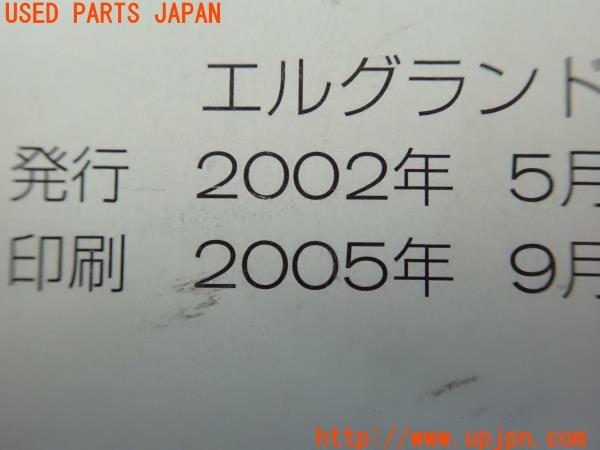 USED PARTS JAPAN
エルグランド
発行 2002年 5月
印刷 2005年 9月
http://www.upjpn.com